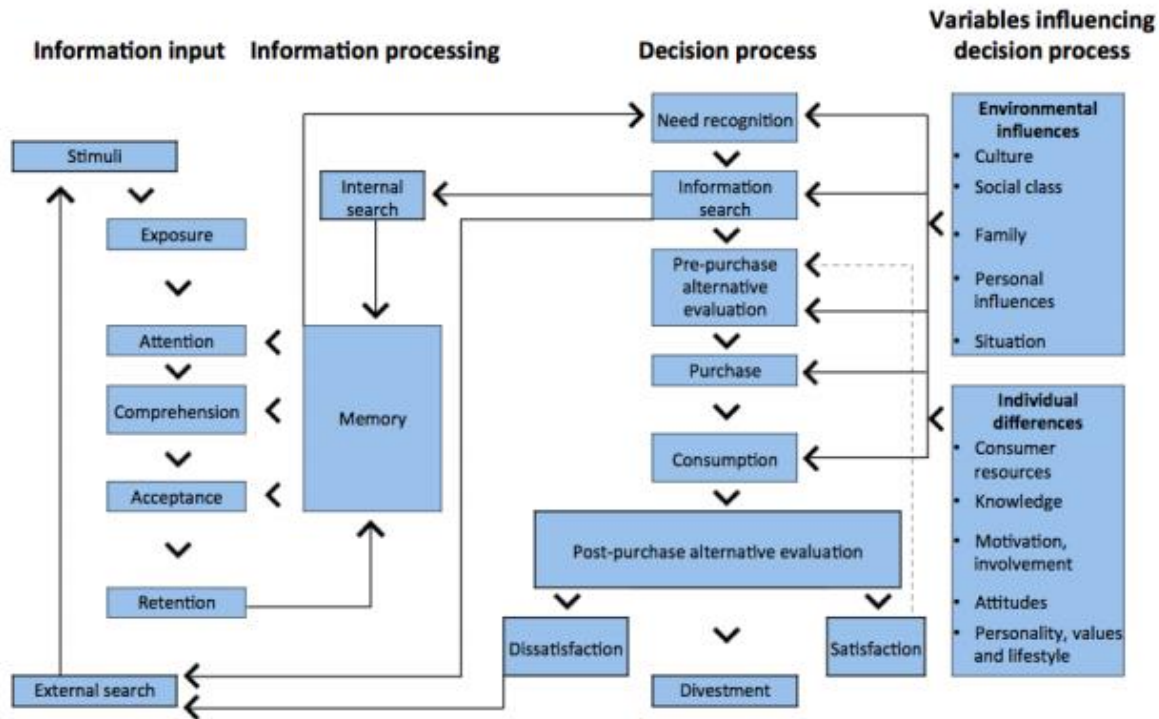 Information input
Information processing
Decision process
Variables influencing
decision process
Stimuli
Exposure
Attention
Comprehension
Acceptance
Retention
External search
Internal
search
Memory
Need recognition
Information
search
Pre-purchase
alternative
evaluation
Purchase
Consumption
Post-purchase alternative evaluation
Dissatisfaction
Divestment
Satisfaction
Environmental
influences
• Culture
• Social class
• Family
• Personal
influences
• Situation
Individual
differences
• Consumer
resources
• Knowledge
• Motivation,
involvement
• Attitudes
• Personality, values
and lifestyle